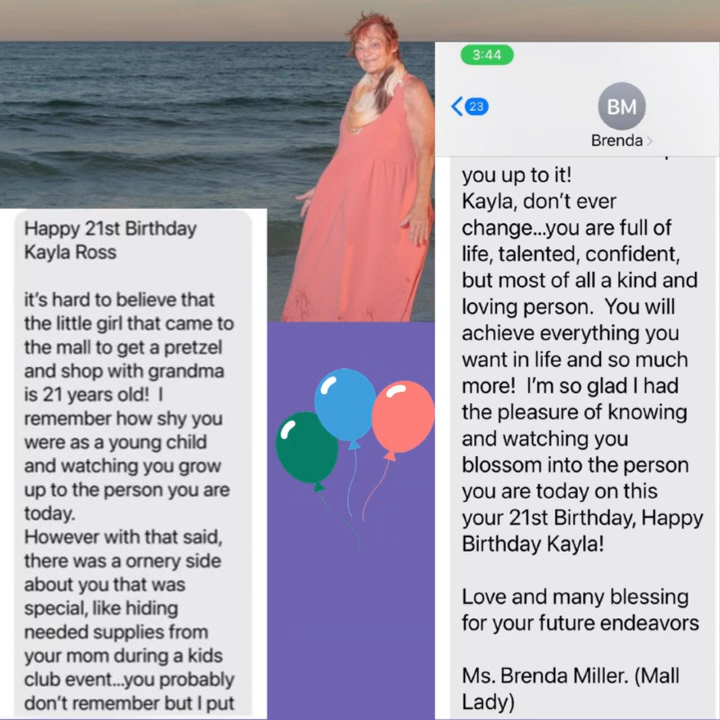 Happy 21st Birthday
Kayla Ross
it's hard to believe that
the little girl that came to
the mall to get a pretzel
and shop with grandma
is 21 years old! I
remember how shy you
were as a young child
and watching you grow
up to the person you are
today.
However with that said,
there was a ornery side
about you that was
special, like hiding
needed supplies from
your mom during a kids
club event...you probably
don't remember but I put
3:44
23
BM
Brenda
you up to it!
Kayla, don't ever
change...you are full of
life, talented, confident,
but most of all a kind and
loving person. You will
achieve everything you
want in life and so much
more! I'm so glad I had
the pleasure of knowing
and watching you
blossom into the person
you are today on this
your 21st Birthday, Happy
Birthday Kayla!
Love and many blessing
for your future endeavors
Ms. Brenda Miller. (Mall
Lady)